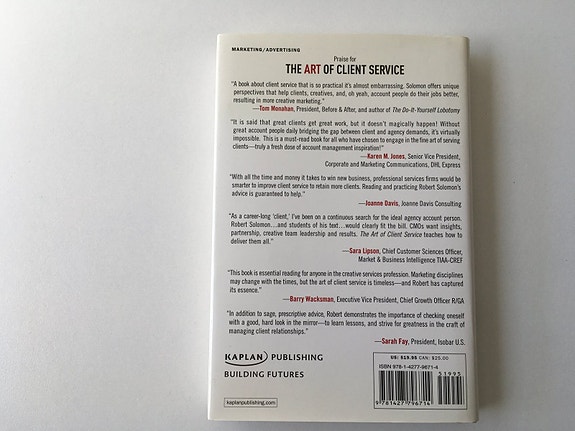 MARKETING/ADVERTISING
Praise for
THE ART OF CLIENT SERVICE
"A book about client service that is so practical it's almost embarrassing. Solomon offers unique
perspectives that help clients, creatives, and, oh yeah, account people do their jobs better,
resulting in more creative marketing."
—Tom Monahan, President, Before & After, and author of The Do-It-Yourself Lobotomy
"It is said that great clients get great work, but it doesn't magically happen! Without
great account people daily bridging the gap between client and agency demands, it's virtually
impossible. This is a must-read book for all who have chosen to engage in the fine art of serving
clients—truly a fresh dose of account management inspiration!"
—Karen M. Jones, Senior Vice President,
Corporate and Marketing Communications, DHL Express
"With all the time and money it takes to win new business, professional services firms would be
smarter to improve client service to retain more clients. Reading and practicing Robert Solomon's
advice is guaranteed to help."
—Joanne Davis, Joanne Davis Consulting
"As a career-long 'client,' I've been on a continuous search for the ideal agency account person.
Robert Solomon...and students of his text...would clearly fit the bill. CMOs want insights,
partnership, creative team leadership and results. The Art of Client Service teaches how to
deliver them all."
—Sara Lipson, Chief Customer Sciences Officer,
Market & Business Intelligence TIAA-CREF
"This book is essential reading for anyone in the creative services profession. Marketing disciplines
may change with the times, but the art of client service is timeless—and Robert has captured
its essence."
—Barry Wacksman, Executive Vice President, Chief Growth Officer R/GA
"In addition to sage, prescriptive advice, Robert demonstrates the importance of checking oneself
with a good, hard look in the mirror—to learn lessons, and strive for greatness in the craft of
managing client relationships."
—Sarah Fay, President, Isobar U.S.
KAPLAN PUBLISHING
BUILDING FUTURES
kaplanpublishing.com
US: $19.95 CAN: $25.00
51995
ISBN 978-1-4277-9671-4
9 781427 796714